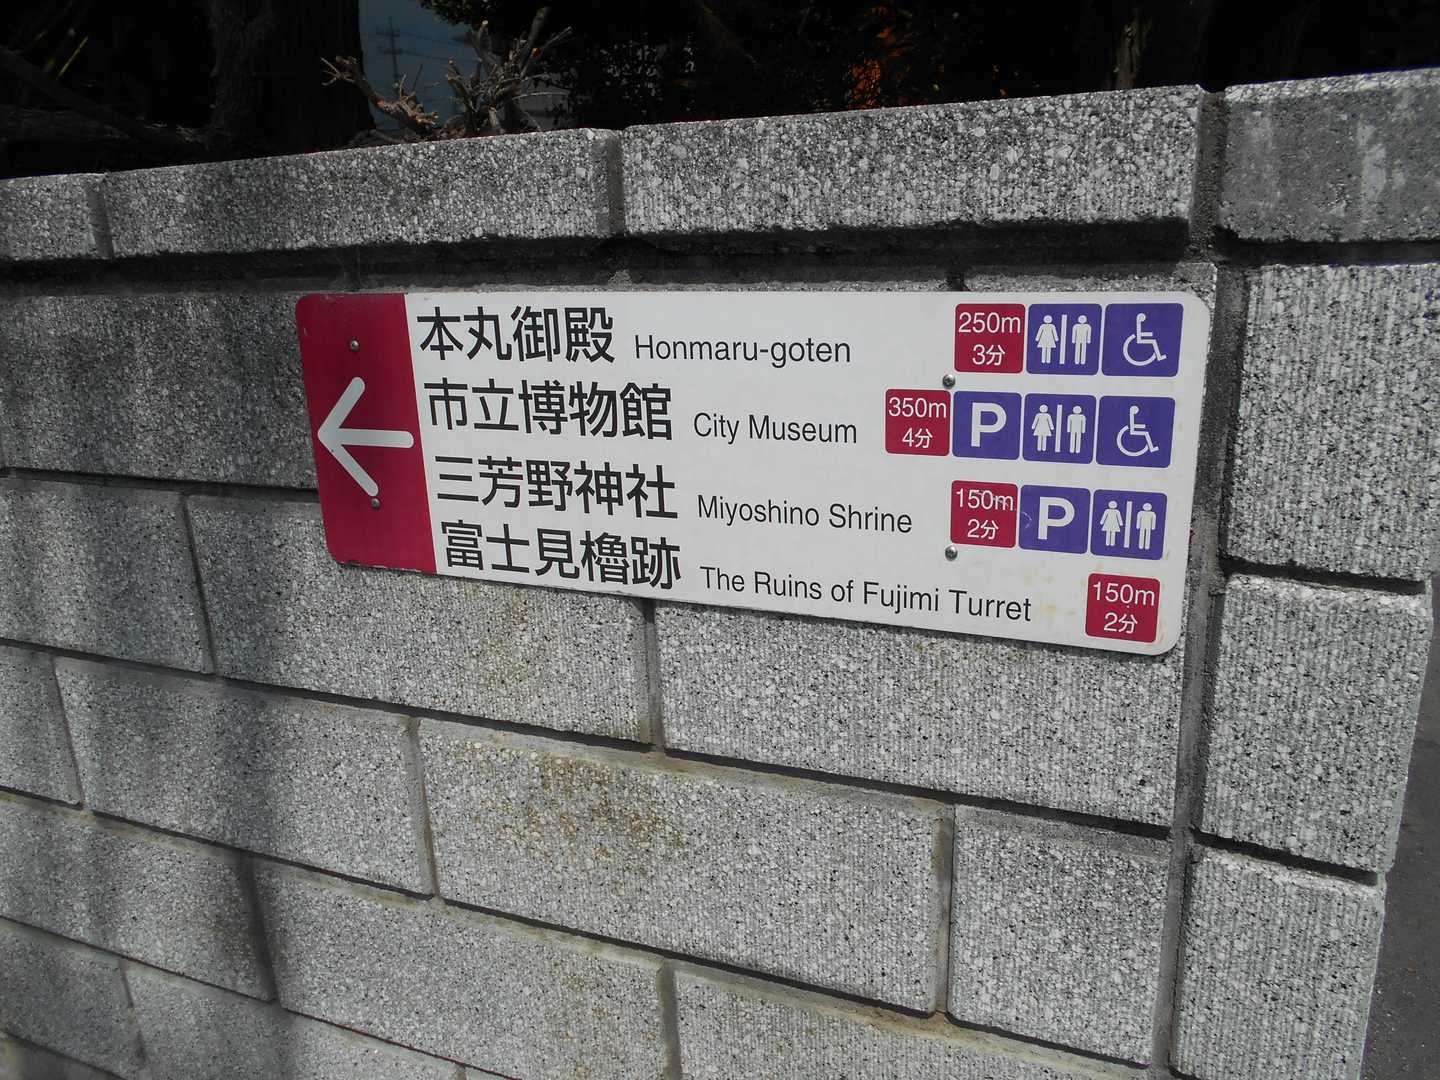 本丸御殿 Honmaru-goten 250m 3分
市立博物館 City Museum 350m 4分 P
三芳野神社 Miyoshino Shrine 150m 2分 P
富士見櫓跡 The Ruins of Fujimi Turret 150m 2分